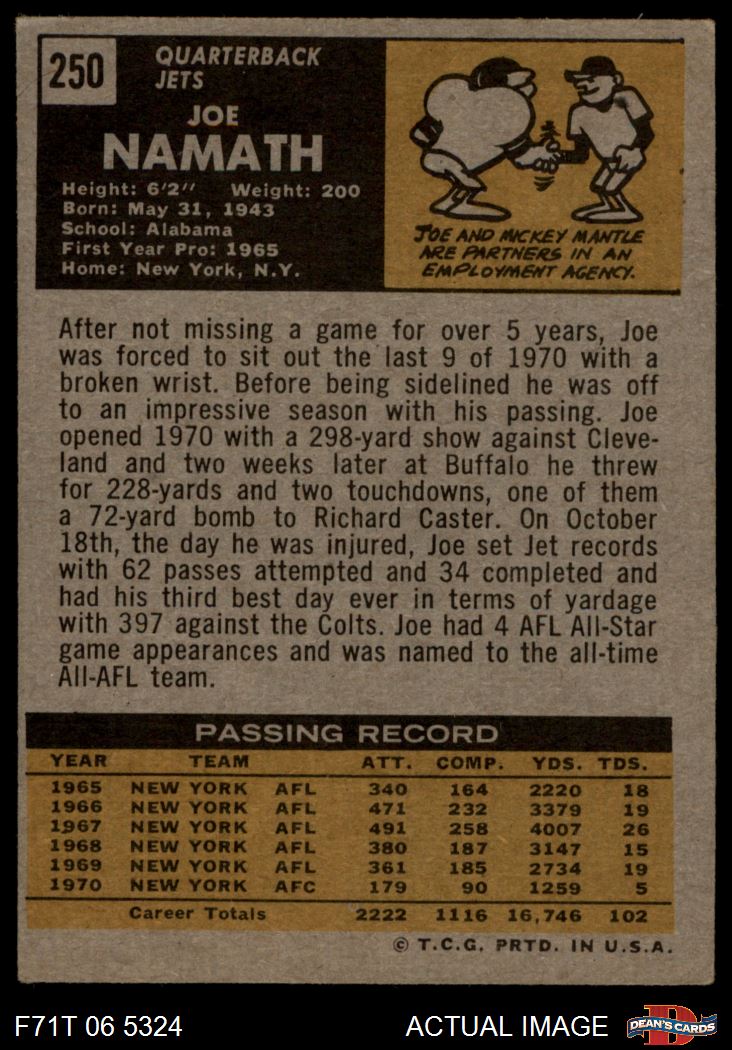 250
QUARTERBACK
JETS
JOE
NAMATH
Height: 6'2" Weight: 200
Born: May 31, 1943
School: Alabama
First Year Pro: 1965
Home: New York, N.Y.
JOE AND MICKEY MANTLE
ARE PARTNERS IN AN
EMPLOYMENT AGENCY.
After not missing a game for over 5 years, Joe
was forced to sit out the last 9 of 1970 with a
broken wrist. Before being sidelined he was off
to an impressive season with his passing. Joe
opened 1970 with a 298-yard show against Cleve-
land and two weeks later at Buffalo he threw
for 228-yards and two touchdowns, one of them
a 72-yard bomb to Richard Caster. On October
18th, the day he was injured, Joe set Jet records
with 62 passes attempted and 34 completed and
had his third best day ever in terms of yardage
with 397 against the Colts. Joe had 4 AFL All-Star
game appearances and was named to the all-time
All-AFL team.
PASSING RECORD
YEAR TEAM ATT. COMP. YDS. TDS.
1965 NEW YORK AFL 340 164 2220 18
1966 NEW YORK AFL 471 232 3379 19
1967 NEW YORK AFL 491 258 4007 26
1968 NEW YORK AFL 380 187 3147 15
1969 NEW YORK AFL 361 185 2734 19
1970 NEW YORK AFC 179 90 1259 5
Career Totals 2222 1116 16,746 102
© T.C.G. PRTD. IN U.S.A.
F71T 06 5324 ACTUAL IMAGE D DEAN'S CARDS